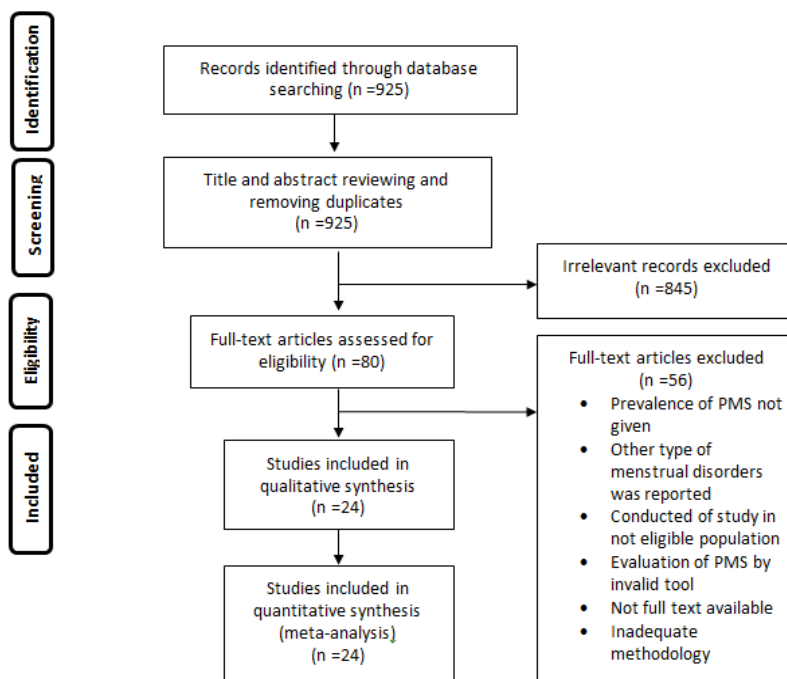 Identification
Records identified through database
searching (n =925)
Screening
Title and abstract reviewing and
removing duplicates
(n =925)
Irrelevant records excluded
(n =845)
Eligibility
Full-text articles assessed for
eligibility (n =80)
Full-text articles excluded
(n =56)
• Prevalence of PMS not
given
• Other type of
menstrual disorders
was reported
• Conducted of study in
not eligible population
• Evaluation of PMS by
invalid tool
• Not full text available
• Inadequate
methodology
Included
Studies included in
qualitative synthesis
(n =24)
Studies included in
quantitative synthesis
(meta-analysis)
(n =24)